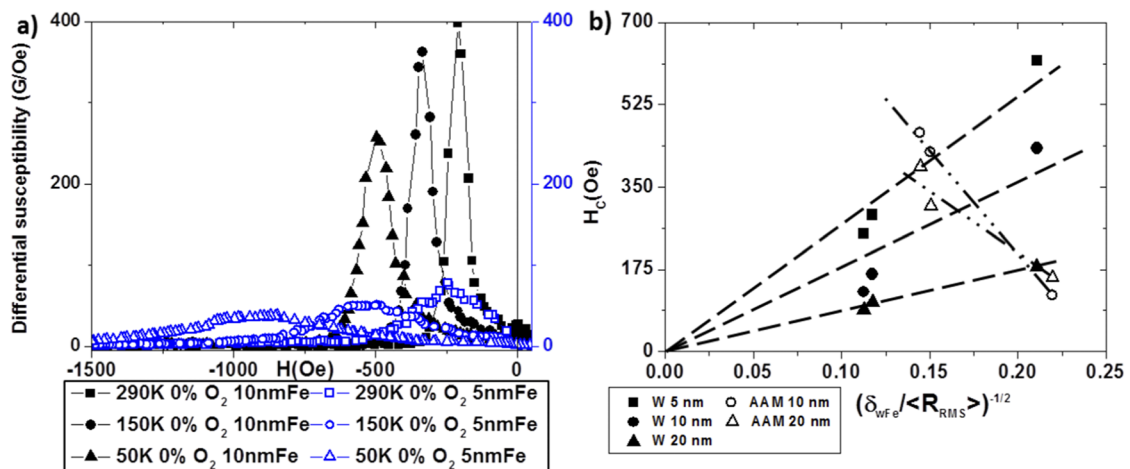 a)
Differential susceptibility (G/Oe)
400
200
0
400
200
0
-1500
-1000
H(Oe)
-500
0
290K 0% O2 10nmFe
290K 0% O2 5nmFe
150K 0% O2 10nmFe
150K 0% O2 5nmFe
50K 0% O2 10nmFe
50K 0% O2 5nmFe
b)
HC(Oe)
700
525
350
175
0
0.00
0.05
0.10
0.15
0.20
0.25
(δwFe/<RRMS>)-1/2
W 5 nm
AAM 10 nm
W 10 nm
AAM 20 nm
W 20 nm